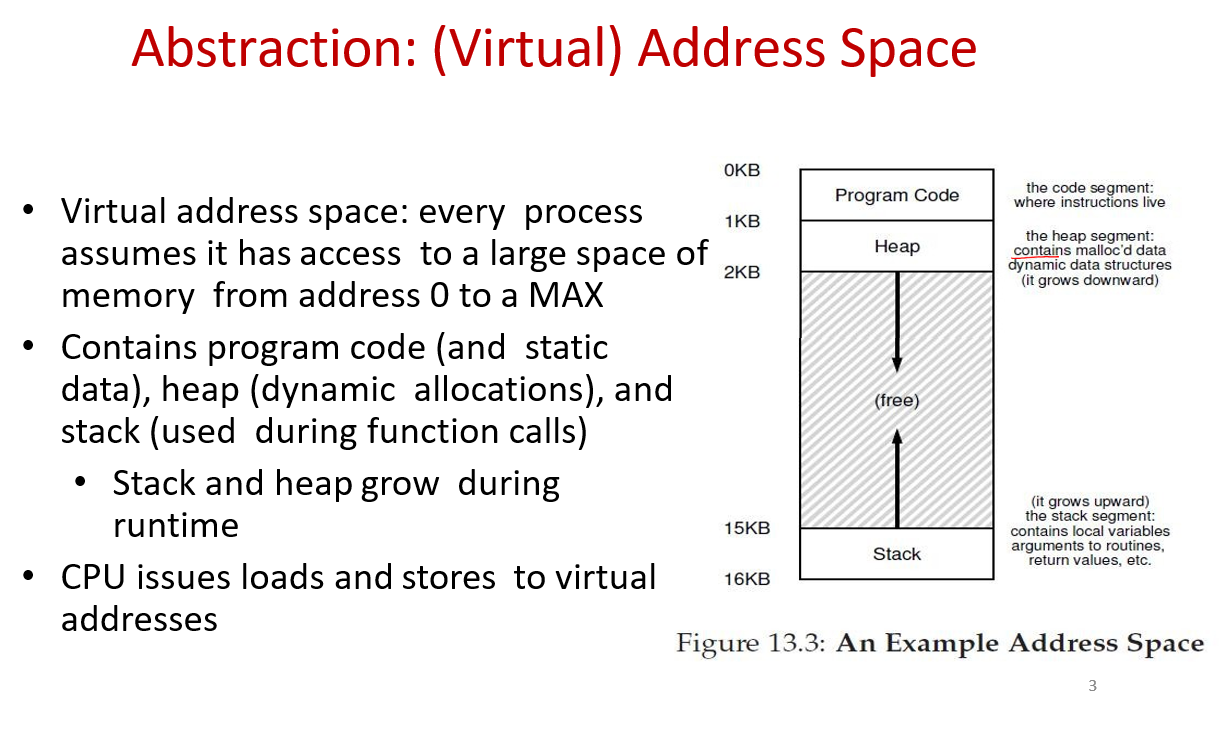 Abstraction: (Virtual) Address Space
• Virtual address space: every process
assumes it has access to a large space of
memory from address 0 to a MAX
• Contains program code (and static
data), heap (dynamic allocations), and
stack (used during function calls)
• Stack and heap grow during
runtime
• CPU issues loads and stores to virtual
addresses
0KB
Program Code
the code segment:
where instructions live
1KB
Heap
the heap segment:
contains malloc'd data
dynamic data structures
(it grows downward)
2KB
(free)
(it grows upward)
the stack segment:
contains local variables
arguments to routines,
return values, etc.
15KB
Stack
16KB
Figure 13.3: An Example Address Space
3